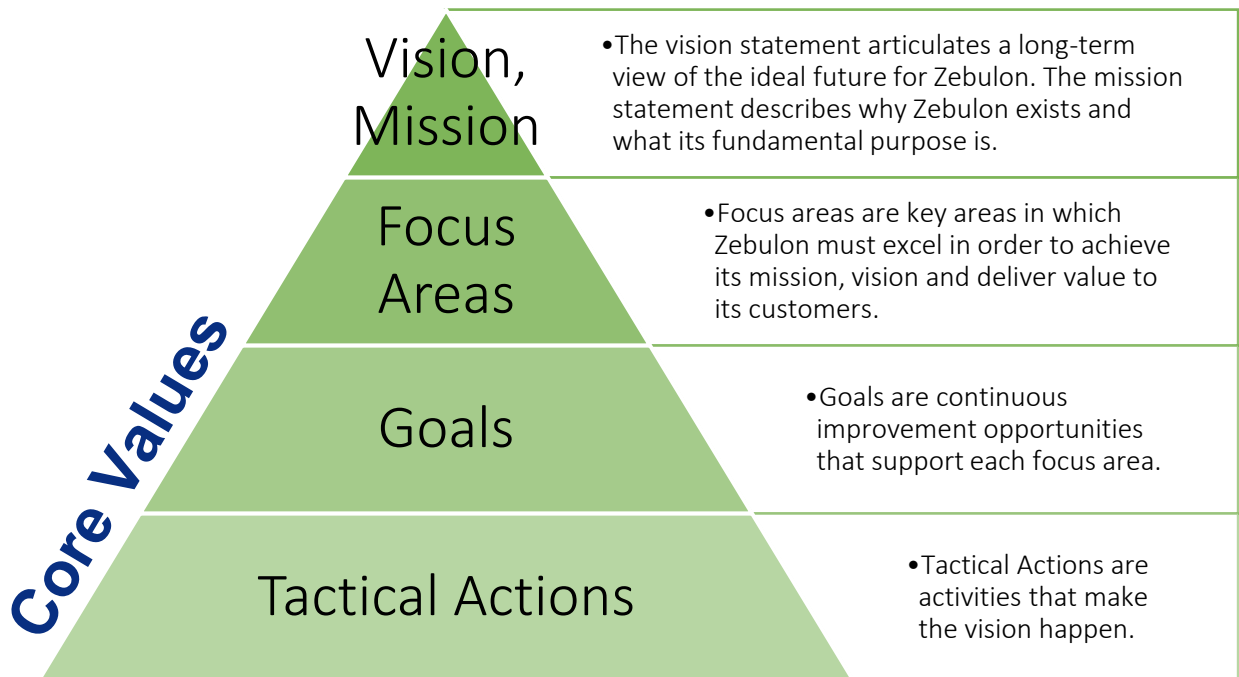 Vision,
Mission
•The vision statement articulates a long-term
view of the ideal future for Zebulon. The mission
statement describes why Zebulon exists and
what its fundamental purpose is.
Focus
Areas
•Focus areas are key areas in which
Zebulon must excel in order to achieve
its mission, vision and deliver value to
its customers.
Goals
•Goals are continuous
improvement opportunities
that support each focus area.
Tactical Actions
•Tactical Actions are
activities that make
the vision happen.
Core Values